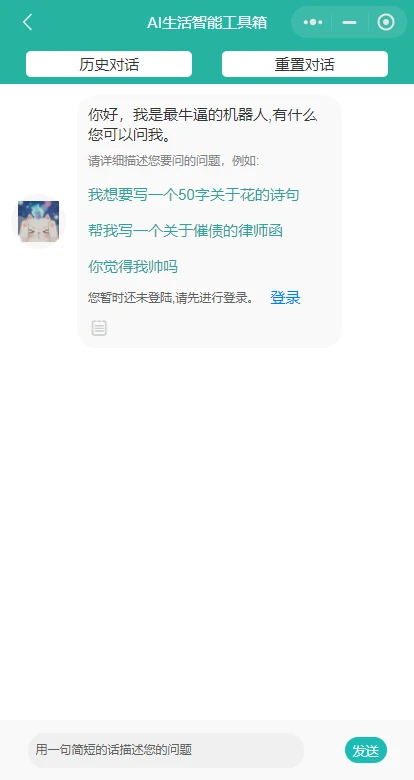 AI生活智能工具箱
历史对话
重置对话
你好，我是最牛逼的机器人,有什么
您可以问我。
请详细描述您要问的问题，例如:
我想要写一个50字关于花的诗句
帮我写一个关于催债的律师函
你觉得我帅吗
您暂时还未登陆,请先进行登录。 登录
用一句简短的话描述您的问题
发送